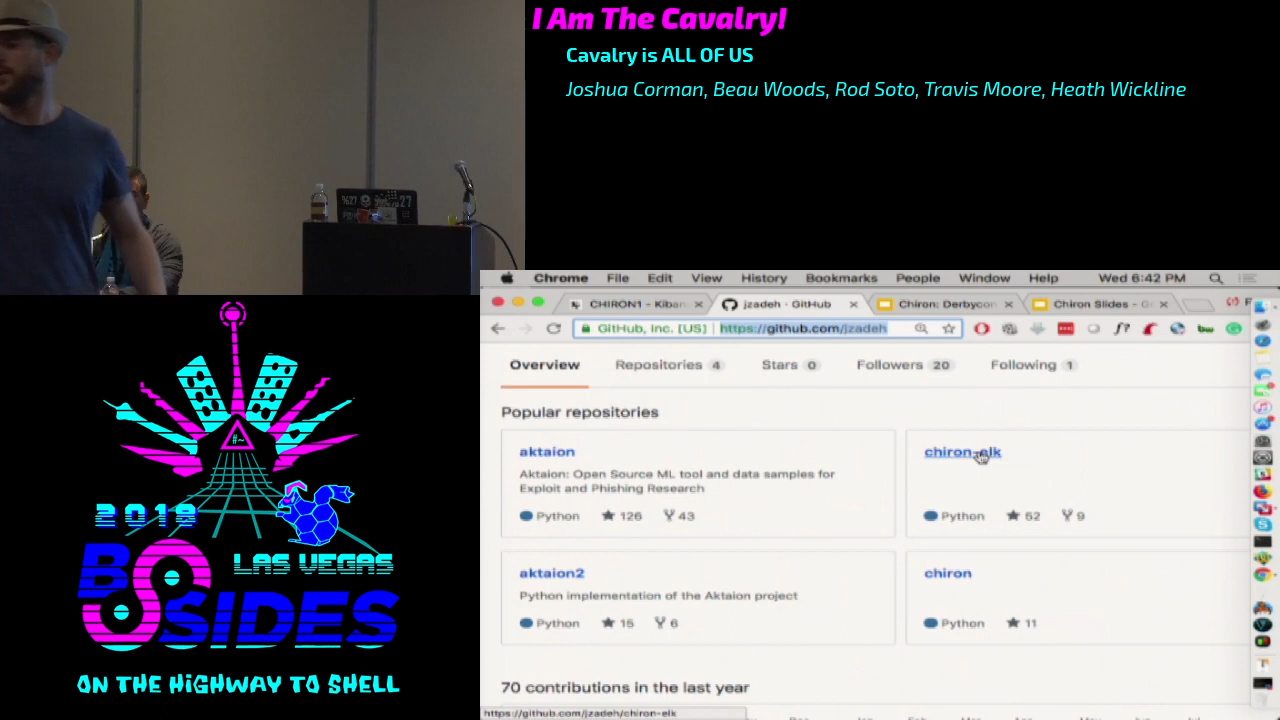 I Am The Cavalry!
Cavalry is ALL OF US
Joshua Corman, Beau Woods, Rod Soto, Travis Moore, Heath Wickline
Chrome File Edit View History Bookmarks People Window Help Wed 6:42 PM
CHIRON1 - Kiban × jzadeh · GitHub × Chiron: Derbycon × Chiron Slides - G ×
GitHub, Inc. [US] | https://github.com/jzadeh
Overview Repositories 4 Stars 0 Followers 20 Following 1
Popular repositories
aktaion
Aktaion: Open Source ML tool and data samples for
Exploit and Phishing Research
Python 126 43
chiron-elk
Python 52 9
aktaion2
Python implementation of the Aktaion project
Python 15 6
chiron
Python 11
70 contributions in the last year
https://github.com/jzadeh/chiron-elk
#~
2018
BSIDES
LAS VEGAS
ON THE HIGHWAY TO SHELL